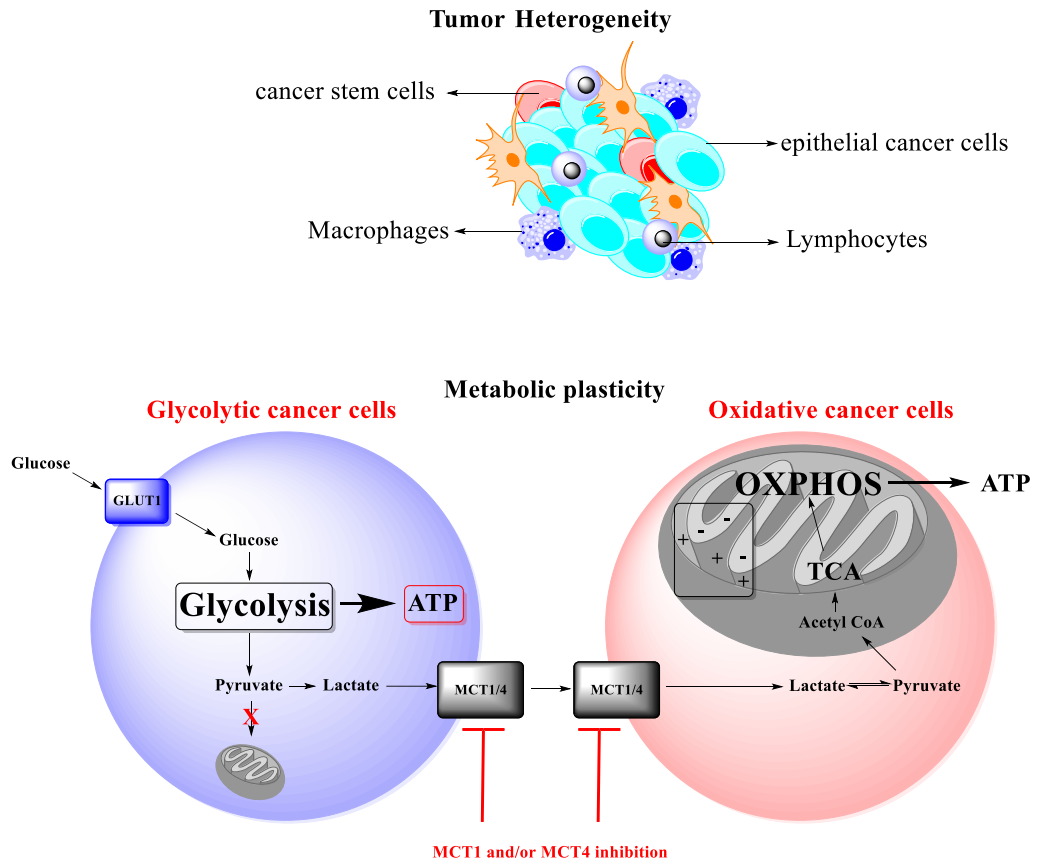 Tumor Heterogeneity
cancer stem cells
epithelial cancer cells
Macrophages
Lymphocytes
Metabolic plasticity
Glycolytic cancer cells
Oxidative cancer cells
Glucose
GLUT1
Glucose
Glycolysis
ATP
Pyruvate
Lactate
X
MCT1/4
MCT1/4
OXPHOS
ATP
- -
+ + -
+
TCA
Acetyl CoA
Lactate
Pyruvate
MCT1 and/or MCT4 inhibition